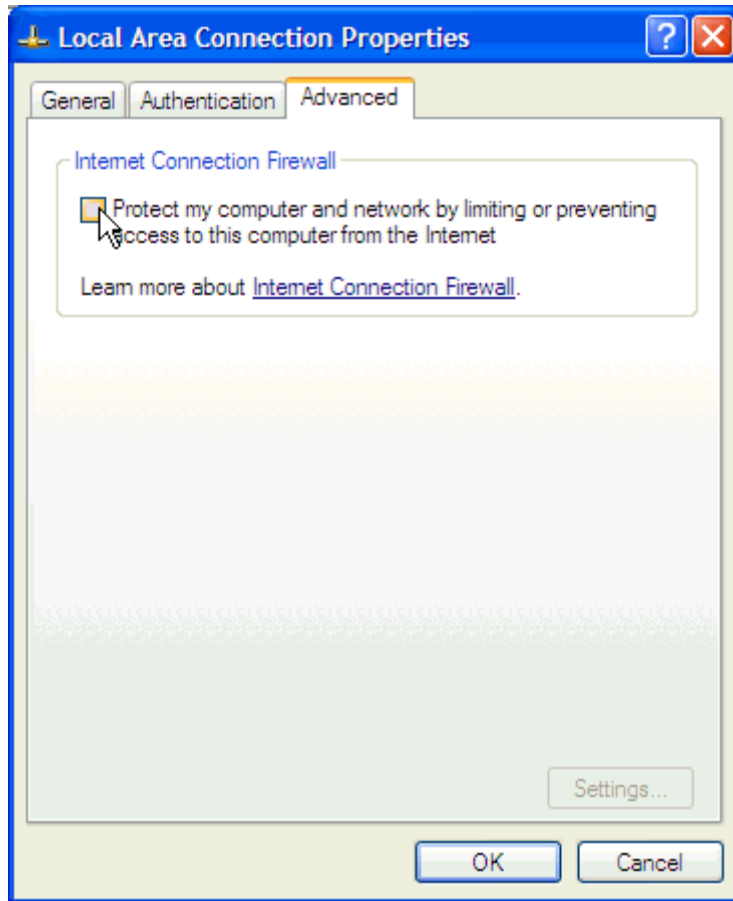 Local Area Connection Properties
General Authentication Advanced
Internet Connection Firewall
Protect my computer and network by limiting or preventing
access to this computer from the Internet
Learn more about Internet Connection Firewall.
Settings...
OK Cancel